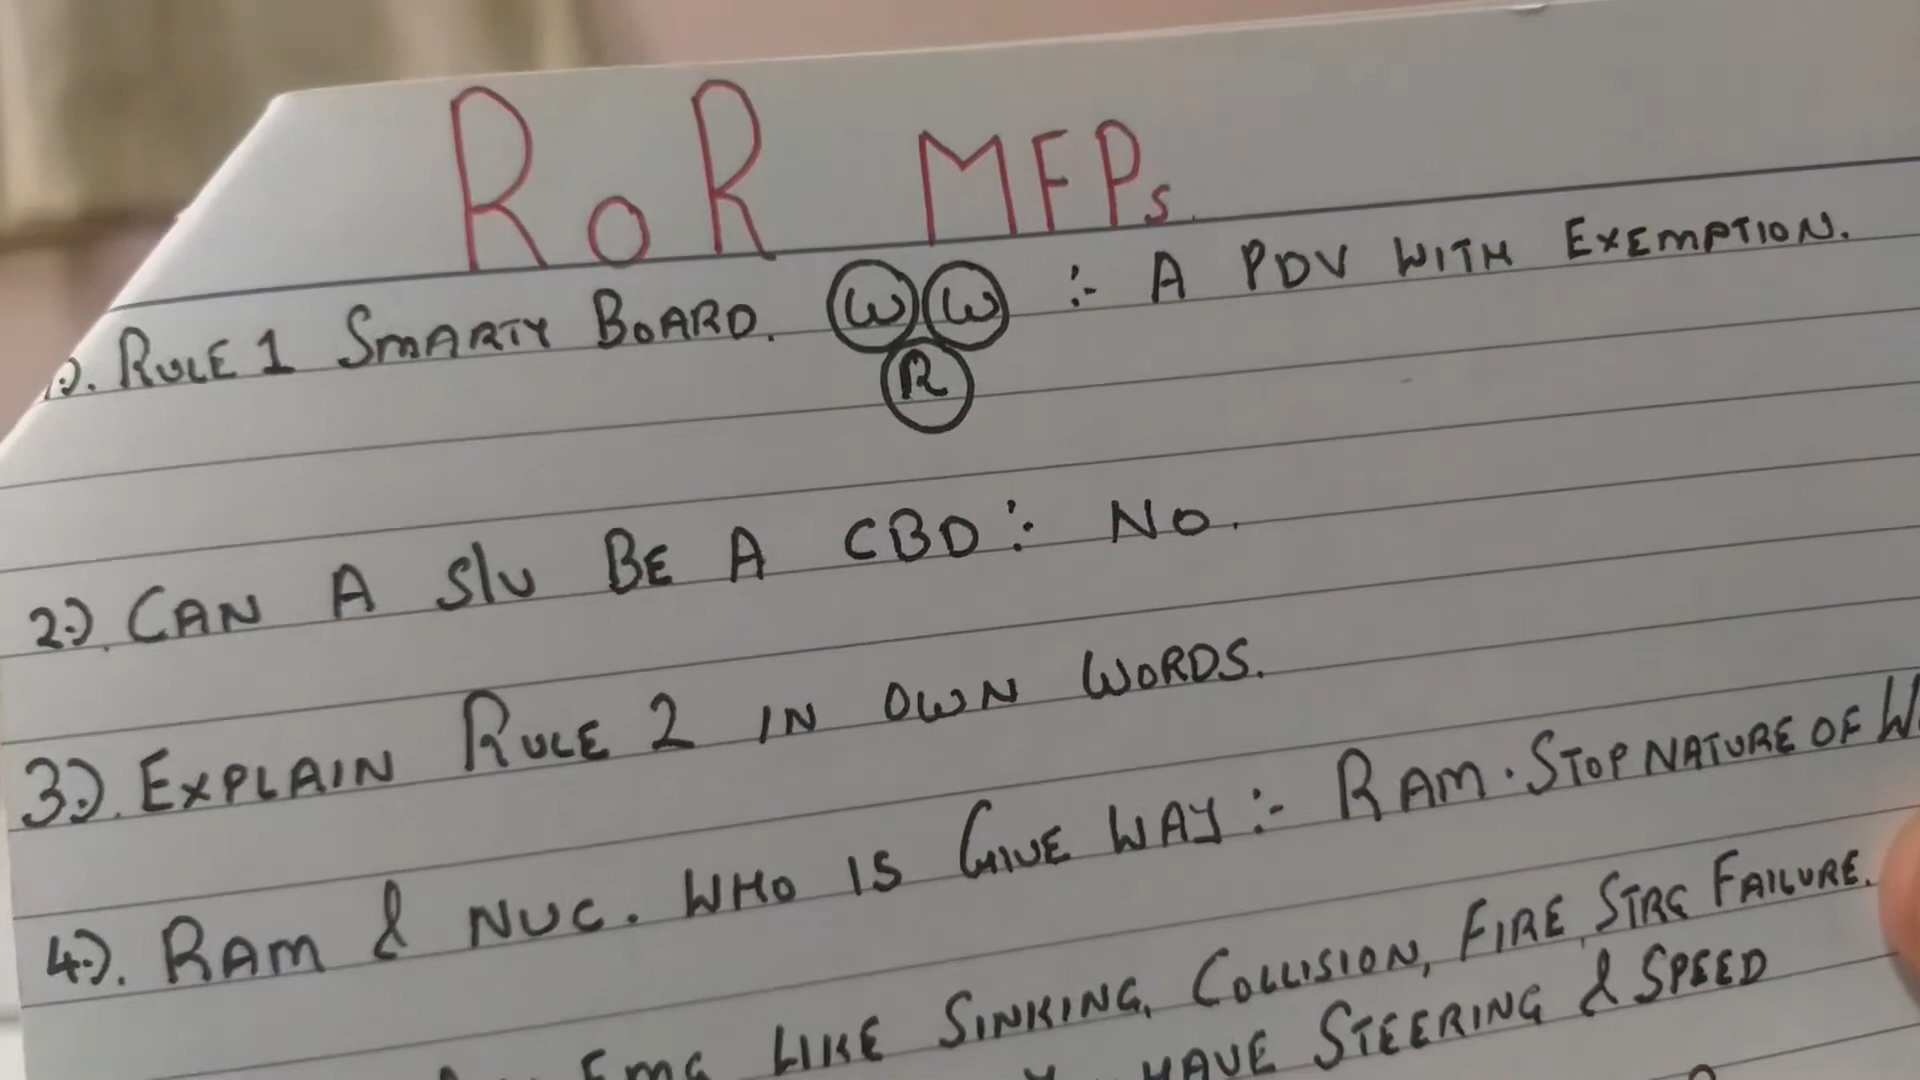 RoR MFPs.
1). RULE 1 SMARTY BOARD. W W R :- A PDV WITH EXEMPTION.
2.) CAN A S/V BE A CBD :- NO.
3.) EXPLAIN RULE 2 IN OWN WORDS.
4.) RAM & NUC. WHO IS GIVE WAY :- RAM. STOP NATURE OF
EMG LIKE SINKING, COLLISION, FIRE, STRG FAILURE.
HAVE STEERING & SPEED